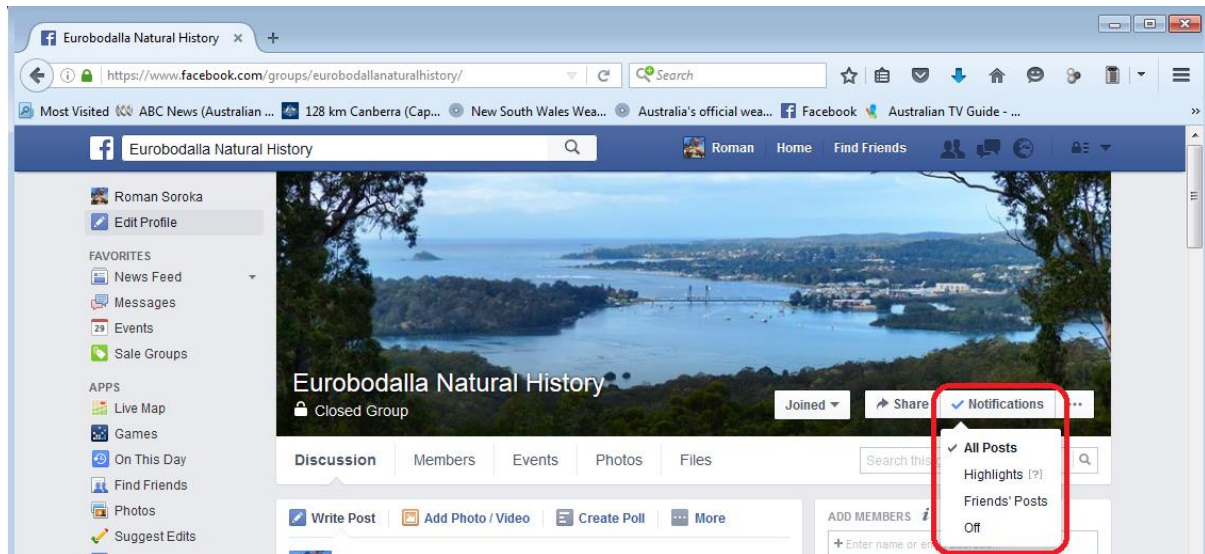 Eurobodalla Natural History
https://www.facebook.com/groups/eurobodallanaturalhistory/
Search
Most Visited
ABC News (Australian ...
128 km Canberra (Cap...
New South Wales Wea...
Australia's official wea...
Facebook
Australian TV Guide - ...
Eurobodalla Natural History
Roman
Home
Find Friends
Roman Soroka
Edit Profile
FAVORITES
News Feed
Messages
29 Events
Sale Groups
APPS
Live Map
Games
On This Day
Find Friends
Photos
Suggest Edits
Eurobodalla Natural History
Closed Group
Joined
Share
Notifications
All Posts
Highlights [?]
Friends' Posts
Off
Discussion
Members
Events
Photos
Files
Search this
Write Post
Add Photo / Video
Create Poll
More
ADD MEMBERS
+ Enter name or